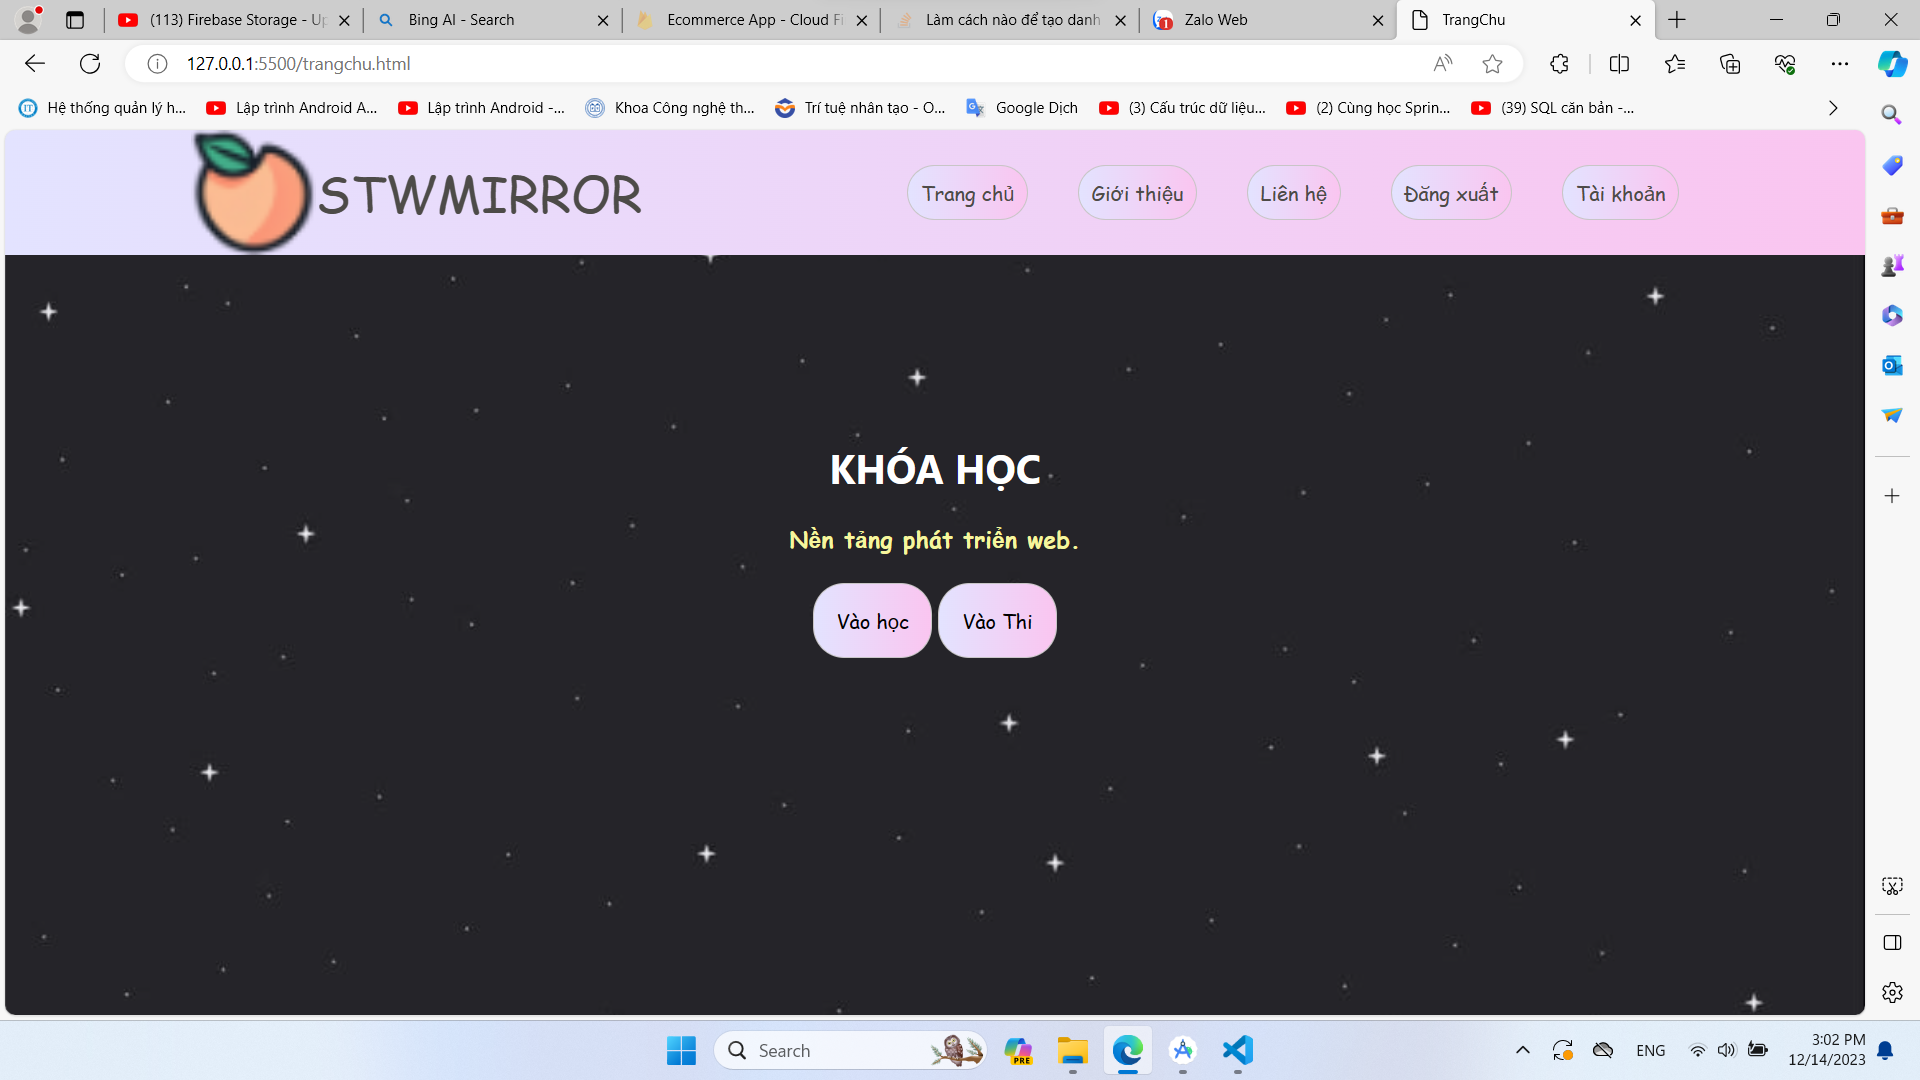 (113) Firebase Storage - Up
Bing AI - Search
Ecommerce App - Cloud Fi
Làm cách nào để tạo danh
Zalo Web
TrangChu
127.0.0.1:5500/trangchu.html
Hệ thống quản lý h...
Lập trình Android A...
Lập trình Android -...
Khoa Công nghệ th...
Trí tuệ nhân tạo - O...
Google Dịch
(3) Cấu trúc dữ liệu...
(2) Cùng học Sprin...
(39) SQL căn bản -...
STWMIRROR
Trang chủ
Giới thiệu
Liên hệ
Đăng xuất
Tài khoản
KHÓA HỌC
Nền tảng phát triển web.
Vào học
Vào Thi
Search
PRE
ENG
3:02 PM
12/14/2023